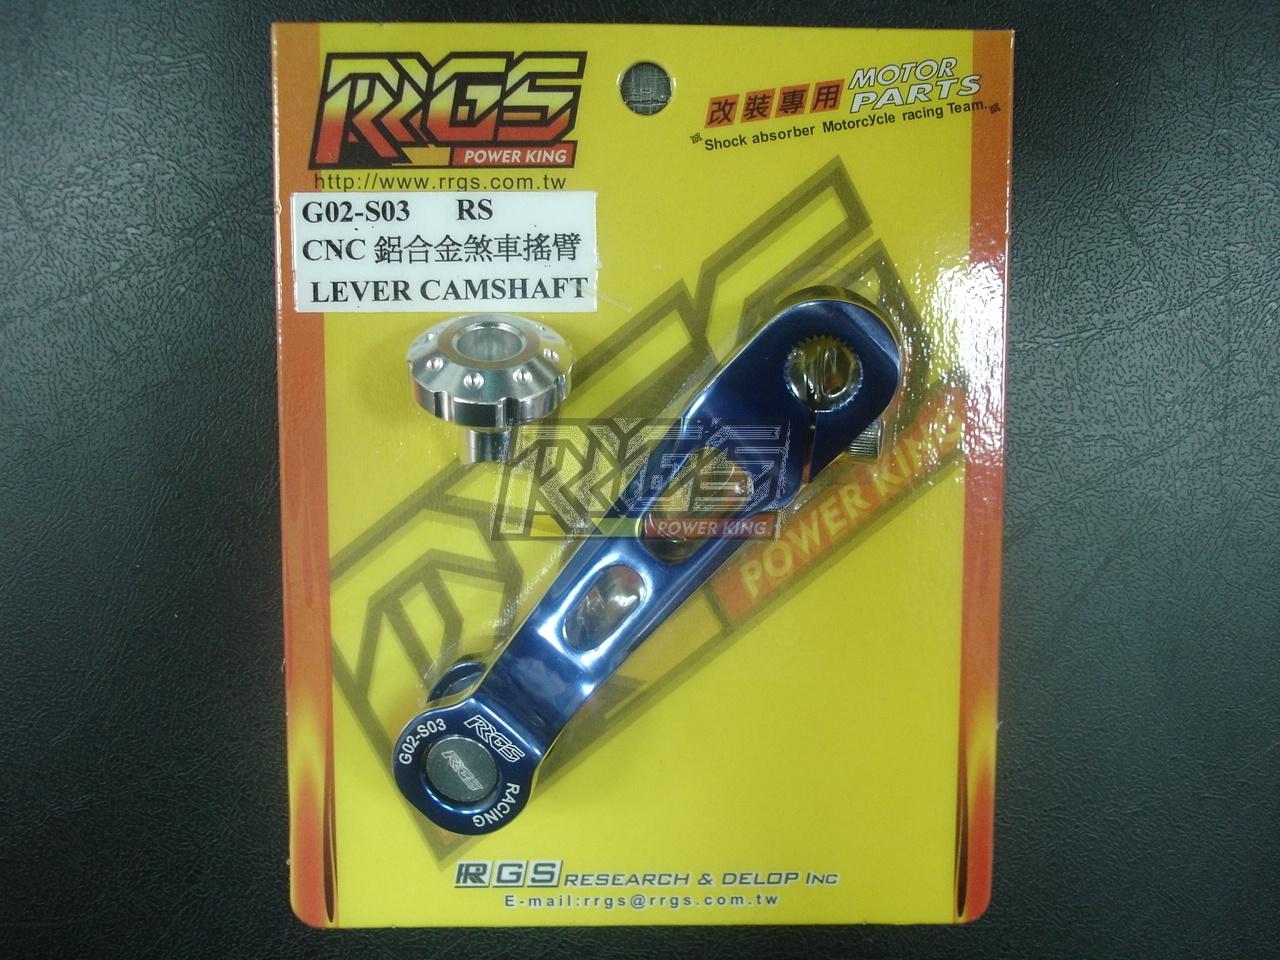 RRGS
POWER KING
http://www.rrgs.com.tw
改裝專用 MOTOR PARTS
Shock absorber Motorcycle racing Team.
G02-S03 RS
CNC 鋁合金煞車搖臂
LEVER CAMSHAFT
RRGS
POWER KING
POWER KING
G02-S03 RRGS RACING
RRGS
RRGS RESEARCH & DELOP INC
E-mail:rrgs@rrgs.com.tw